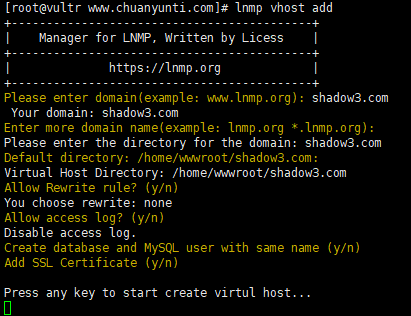 [root@vultr www.chuanyunti.com]# lnmp vhost add
+-------------------------------------------+
|    Manager for LNMP, Written by Licess    |
+-------------------------------------------+
|              https://lnmp.org             |
+-------------------------------------------+
Please enter domain(example: www.lnmp.org): shadow3.com
 Your domain: shadow3.com
Enter more domain name(example: lnmp.org *.lnmp.org):
Please enter the directory for the domain: shadow3.com
Default directory: /home/wwwroot/shadow3.com:
Virtual Host Directory: /home/wwwroot/shadow3.com
Allow Rewrite rule? (y/n)
You choose rewrite: none
Allow access log? (y/n)
Disable access log.
Create database and MySQL user with same name (y/n)
Add SSL Certificate (y/n)
Press any key to start create virtul host...